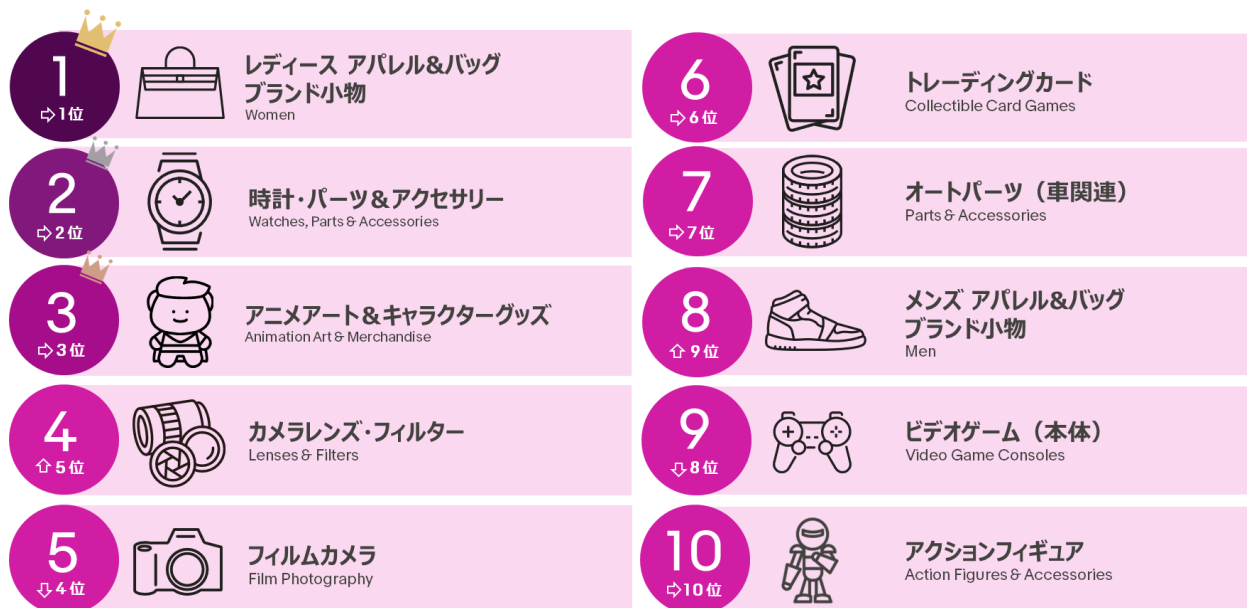 1
⇨1位
レディース アパレル&バッグ
ブランド小物
Women
2
⇨2位
時計・パーツ&アクセサリー
Watches, Parts & Accessories
3
⇨3位
アニメアート&キャラクターグッズ
Animation Art & Merchandise
4
⇧5位
カメラレンズ・フィルター
Lenses & Filters
5
⇩4位
フィルムカメラ
Film Photography
6
⇨6位
トレーディングカード
Collectible Card Games
7
⇨7位
オートパーツ（車関連）
Parts & Accessories
8
⇧9位
メンズ アパレル&バッグ
ブランド小物
Men
9
⇩8位
ビデオゲーム（本体）
Video Game Consoles
10
⇨10位
アクションフィギュア
Action Figures & Accessories